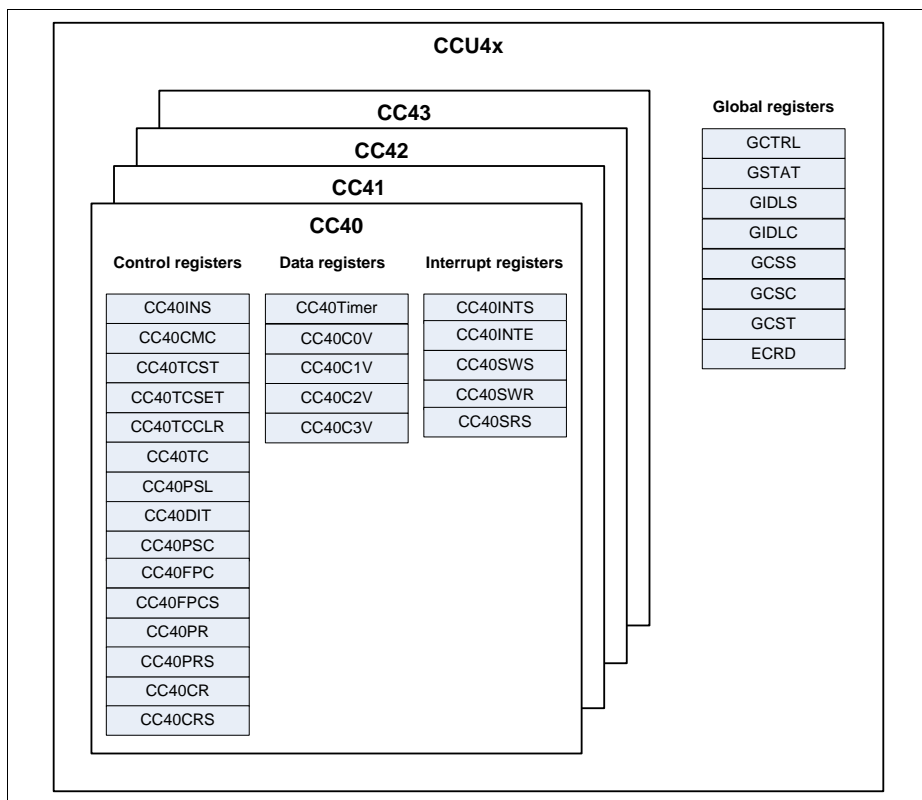 CCU4x
CC43
CC42
CC41
CC40
Control registers
CC40INS
CC40CMC
CC40TCST
CC40TCSET
CC40TCCLR
CC40TC
CC40PSL
CC40DIT
CC40PSC
CC40FPC
CC40FPCS
CC40PR
CC40PRS
CC40CR
CC40CRS
Data registers
CC40Timer
CC40C0V
CC40C1V
CC40C2V
CC40C3V
Interrupt registers
CC40INTS
CC40INTE
CC40SWS
CC40SWR
CC40SRS
Global registers
GCTRL
GSTAT
GIDLS
GIDLC
GCSS
GCSC
GCST
ECRD